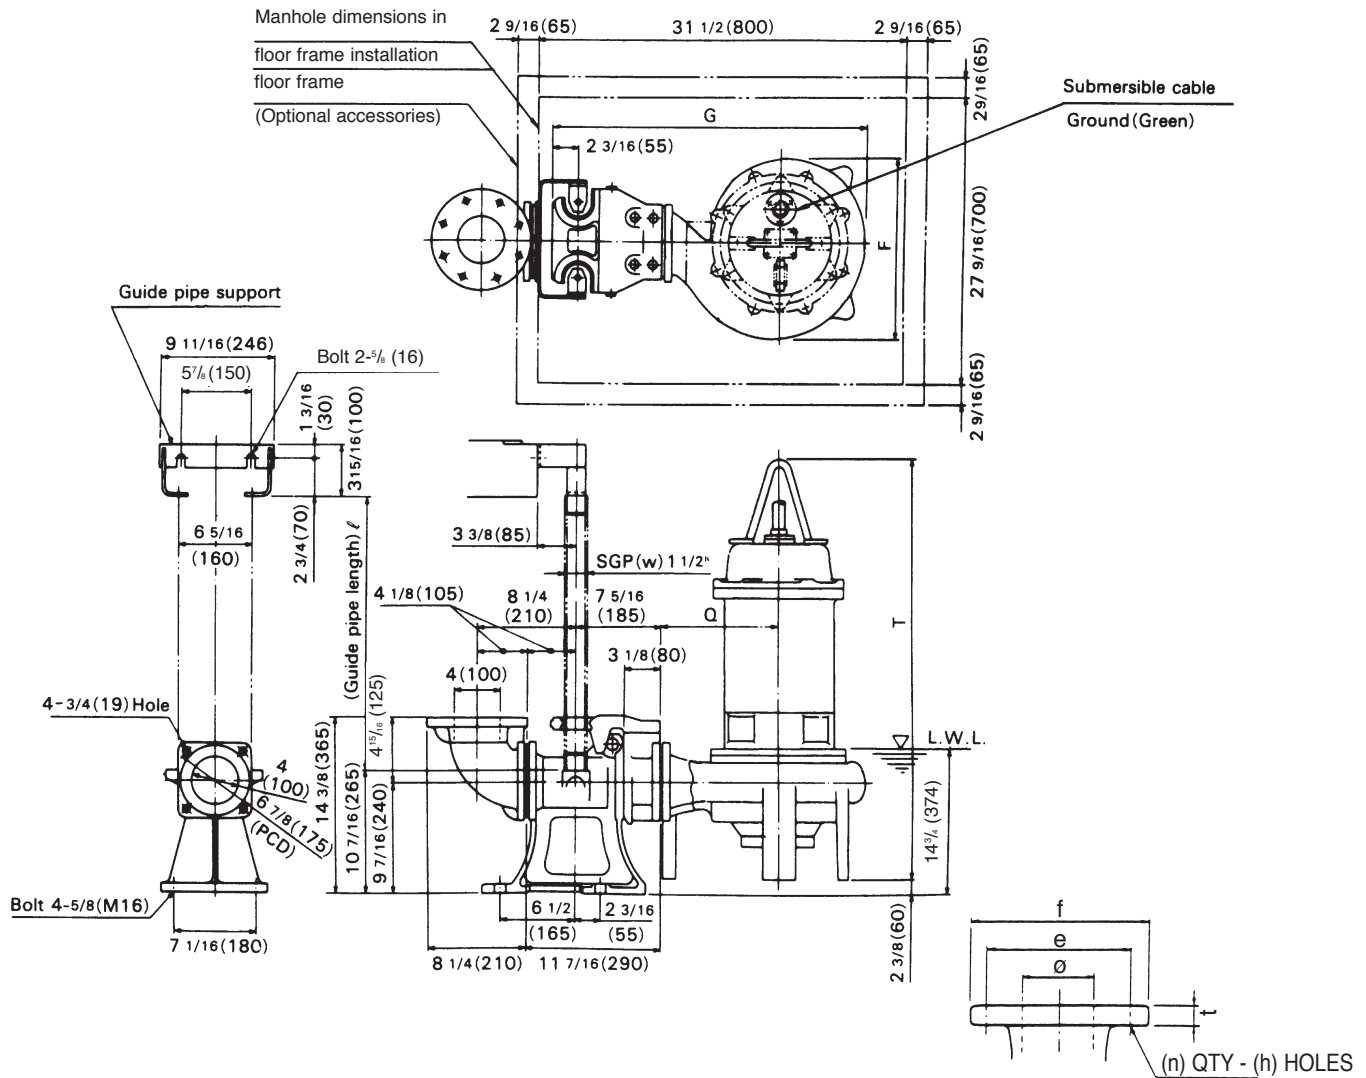 Manhole dimensions in
floor frame installation
floor frame
(Optional accessories)
2 9/16 (65)
31 1/2 (800)
2 9/16 (65)
29/16 (65)
Submersible cable
Ground (Green)
G
2 3/16 (55)
F
27 9/16 (700)
2 9/16 (65)
Guide pipe support
9 11/16 (246)
5⅞ (150)
Bolt 2-⅝ (16)
1 3/16
(30)
315/16 (100)
2 3/4 (70)
6 5/16
(160)
3 3/8 (85)
SGP(w) 1 1/2"
4 1/8 (105)
8 1/4
(210)
7 5/16
(185)
Q
T
(Guide pipe length) ℓ
3 1/8 (80)
4 (100)
4 15/16 (125)
4-3/4 (19) Hole
L.W.L.
4
(100)
6 7/8 (175)
(PCD)
14 3/8 (365)
10 7/16 (265)
9 7/16 (240)
14¾ (374)
Bolt 4-5/8 (M16)
7 1/16 (180)
6 1/2
(165)
2 3/16
(55)
8 1/4 (210)
11 7/16 (290)
2 3/8 (60)
f
e
ø
t
(n) QTY - (h) HOLES